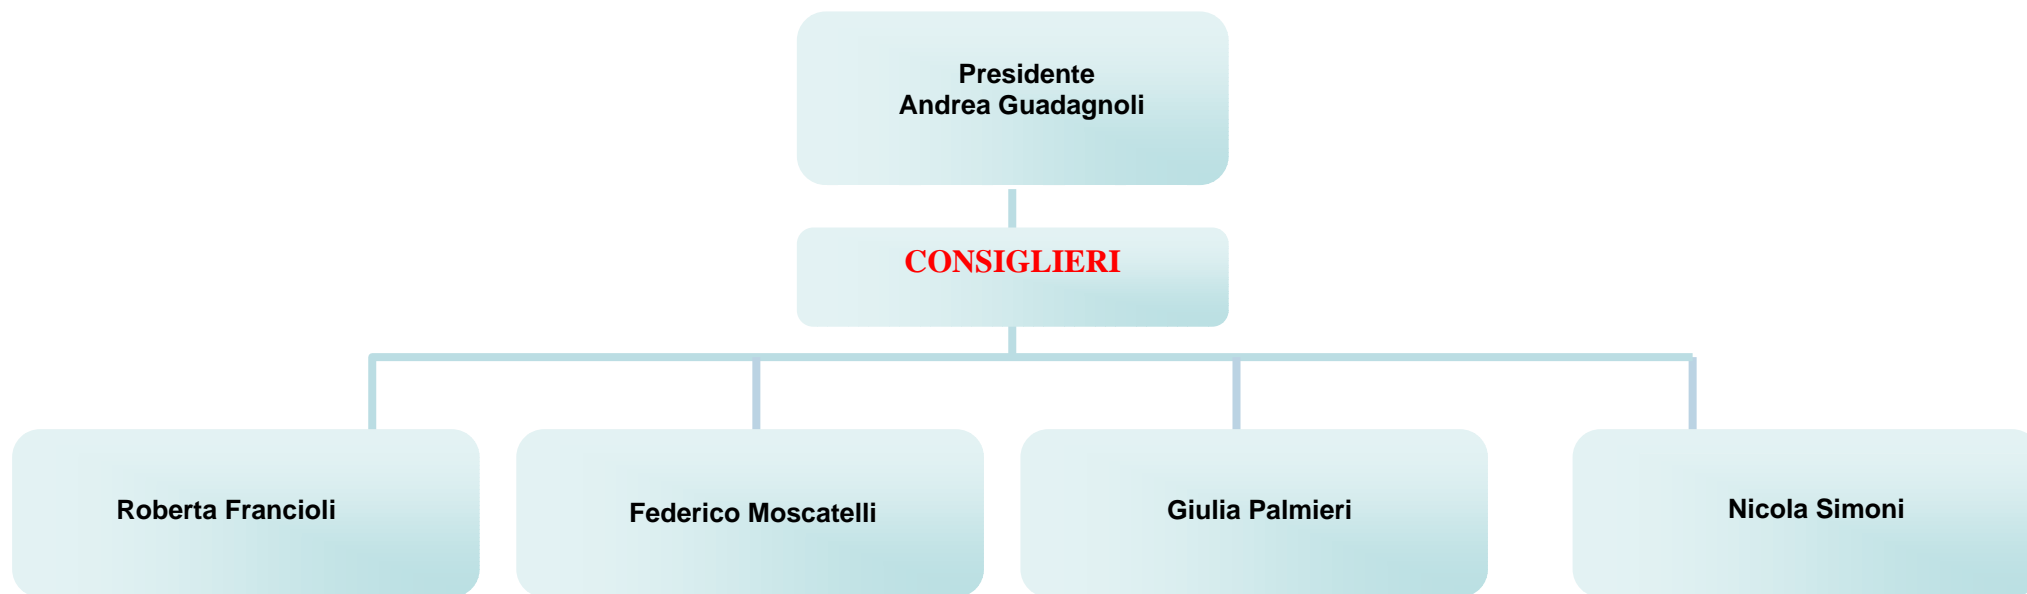 Presidente
Andrea Guadagnoli
CONSIGLIERI
Roberta Francioli
Federico Moscatelli
Giulia Palmieri
Nicola Simoni